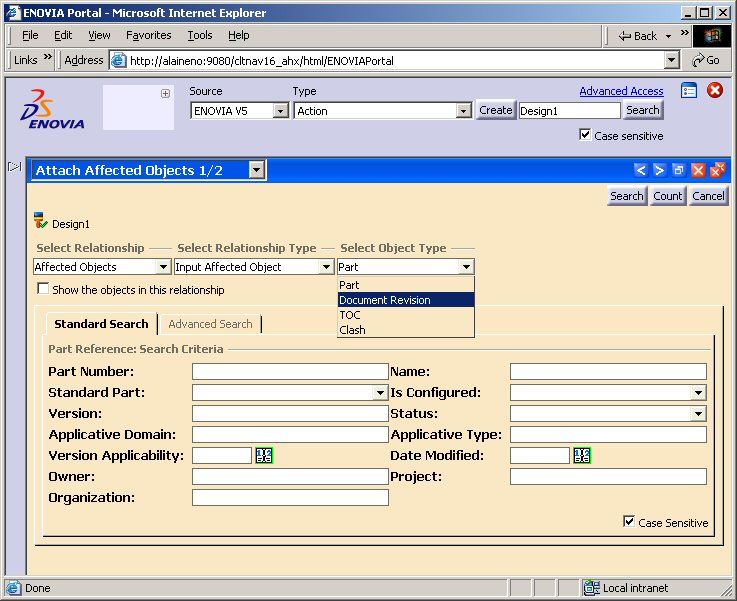 ENOVIA Portal - Microsoft Internet Explorer
File Edit View Favorites Tools Help Back »
Links » Address http://alaineno:9080/cltnav16_ahx/html/ENOVIAPortal Go
ENOVIA
Source Type Advanced Access
ENOVIA V5 Action Create Design1 Search
Case sensitive
Attach Affected Objects 1/2
Search Count Cancel
Design1
Select Relationship Select Relationship Type Select Object Type
Affected Objects Input Affected Object Part
Part
Show the objects in this relationship
Document Revision
TOC
Clash
Standard Search Advanced Search
Part Reference: Search Criteria
Part Number: Name:
Standard Part: Is Configured:
Version: Status:
Applicative Domain: Applicative Type:
Version Applicability: Date Modified:
Owner: Project:
Organization:
Case Sensitive
Done Local intranet